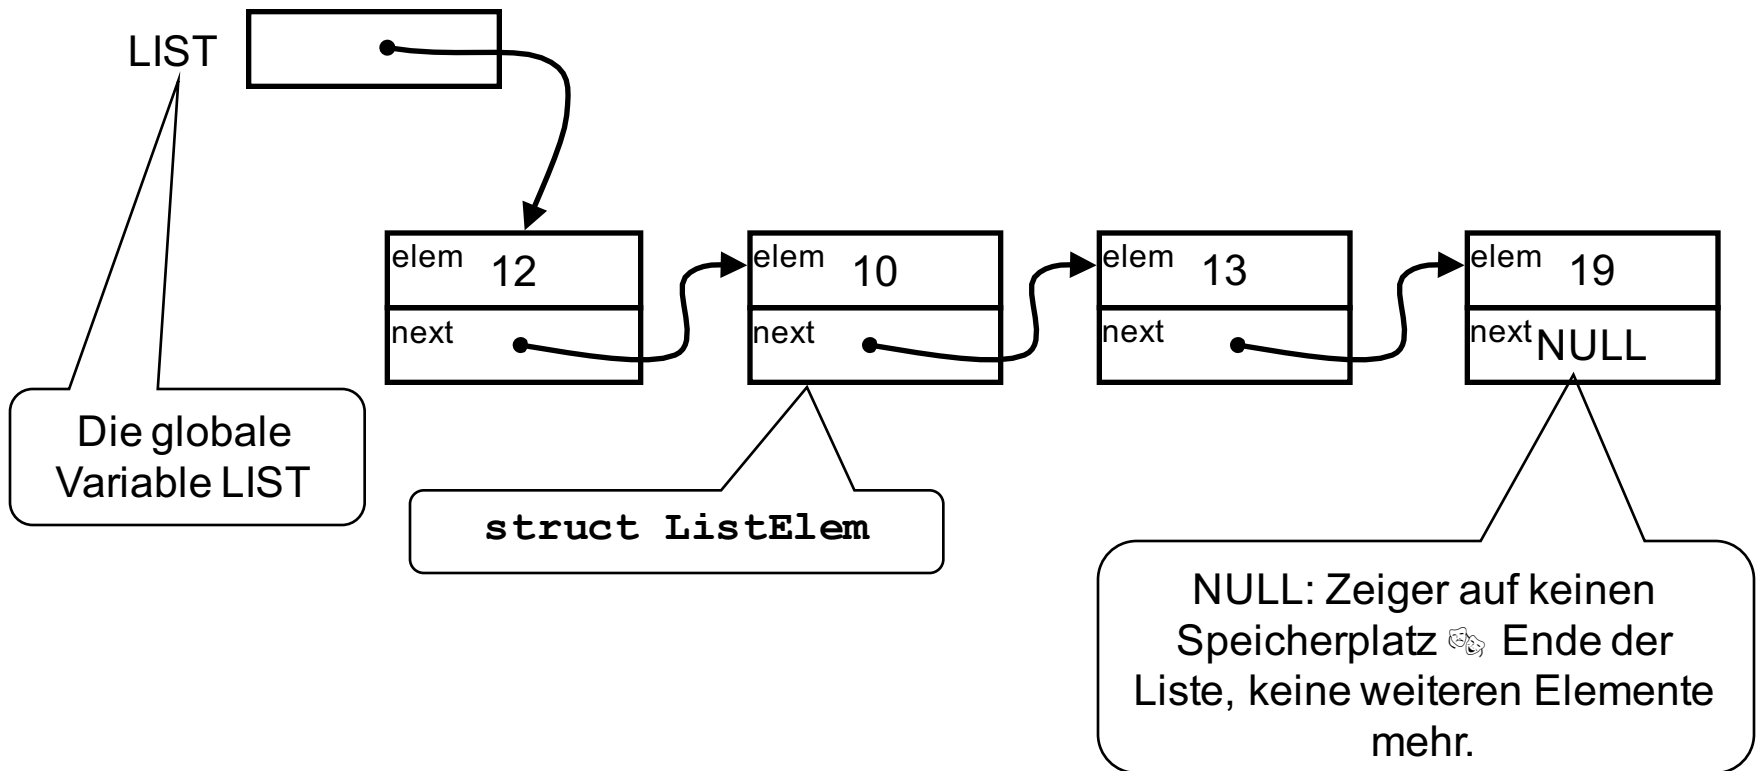 LIST
elem 12
next
elem 10
next
elem 13
next
elem 19
next NULL
Die globale
Variable LIST
struct ListElem
NULL: Zeiger auf keinen
Speicherplatz 🎭 Ende der
Liste, keine weiteren Elemente
mehr.